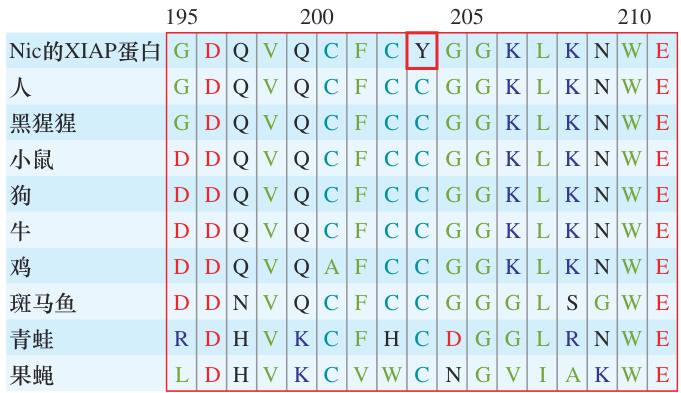 195 200 205 210
Nic的XIAP蛋白 G D Q V Q C F C Y G G K L K N W E
人 G D Q V Q C F C C G G K L K N W E
黑猩猩 G D Q V Q C F C C G G K L K N W E
小鼠 D D Q V Q C F C C G G K L K N W E
狗 D D Q V Q C F C C G G K L K N W E
牛 D D Q V Q C F C C G G K L K N W E
鸡 D D Q V Q A F C C G G K L K N W E
斑马鱼 D D N V Q C F C C G G G L S G W E
青蛙 R D H V K C F H C D G G L R N W E
果蝇 L D H V K C V W C N G V I A K W E